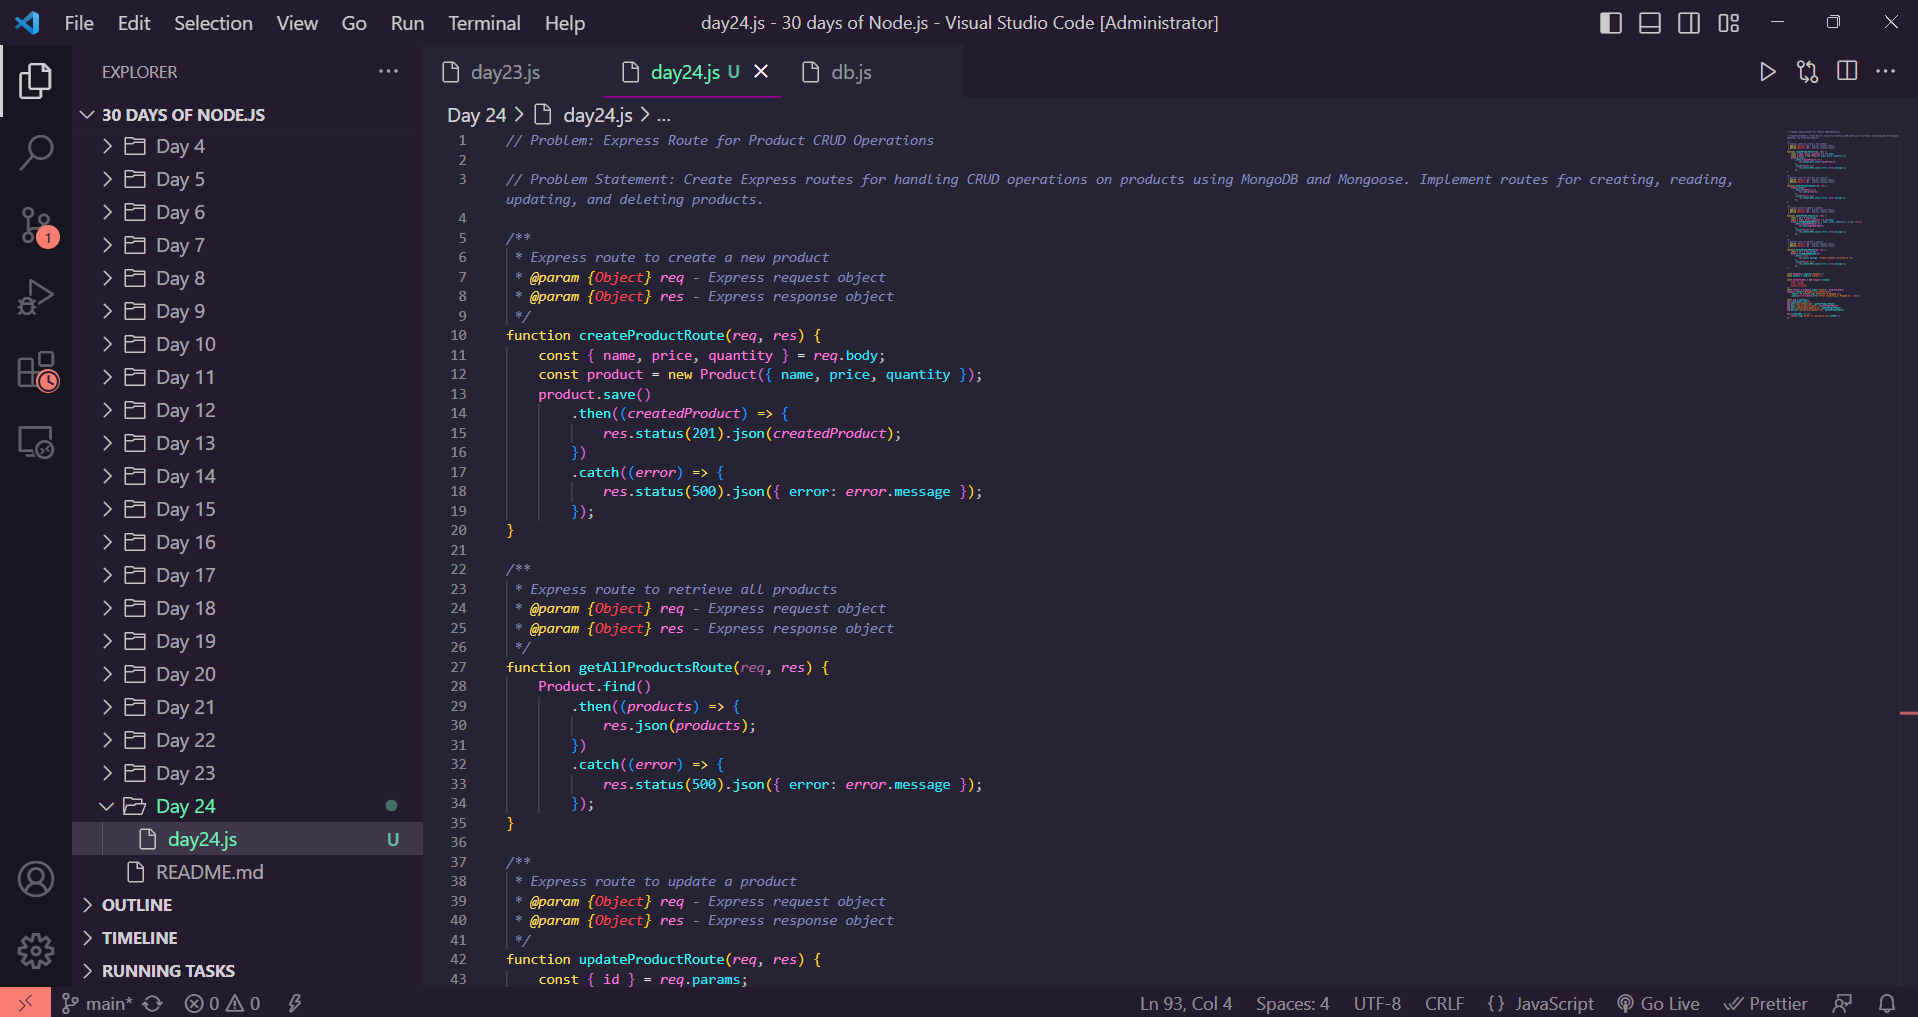 File Edit Selection View Go Run Terminal Help day24.js - 30 days of Node.js - Visual Studio Code [Administrator]
EXPLORER
30 DAYS OF NODE.JS
Day 4
Day 5
Day 6
Day 7
Day 8
Day 9
Day 10
Day 11
Day 12
Day 13
Day 14
Day 15
Day 16
Day 17
Day 18
Day 19
Day 20
Day 21
Day 22
Day 23
Day 24
day24.js U
README.md
OUTLINE
TIMELINE
RUNNING TASKS
1
day23.js day24.js U db.js
Day 24 > day24.js > ...
1 // Problem: Express Route for Product CRUD Operations
2
3 // Problem Statement: Create Express routes for handling CRUD operations on products using MongoDB and Mongoose. Implement routes for creating, reading,
updating, and deleting products.
4
5 /**
6  * Express route to create a new product
7  * @param {Object} req - Express request object
8  * @param {Object} res - Express response object
9  */
10 function createProductRoute(req, res) {
11     const { name, price, quantity } = req.body;
12     const product = new Product({ name, price, quantity });
13     product.save()
14         .then((createdProduct) => {
15             res.status(201).json(createdProduct);
16         })
17         .catch((error) => {
18             res.status(500).json({ error: error.message });
19         });
20 }
21
22 /**
23  * Express route to retrieve all products
24  * @param {Object} req - Express request object
25  * @param {Object} res - Express response object
26  */
27 function getAllProductsRoute(req, res) {
28     Product.find()
29         .then((products) => {
30             res.json(products);
31         })
32         .catch((error) => {
33             res.status(500).json({ error: error.message });
34         });
35 }
36
37 /**
38  * Express route to update a product
39  * @param {Object} req - Express request object
40  * @param {Object} res - Express response object
41  */
42 function updateProductRoute(req, res) {
43     const { id } = req.params;
main* 0 0 Ln 93, Col 4 Spaces: 4 UTF-8 CRLF {} JavaScript Go Live Prettier